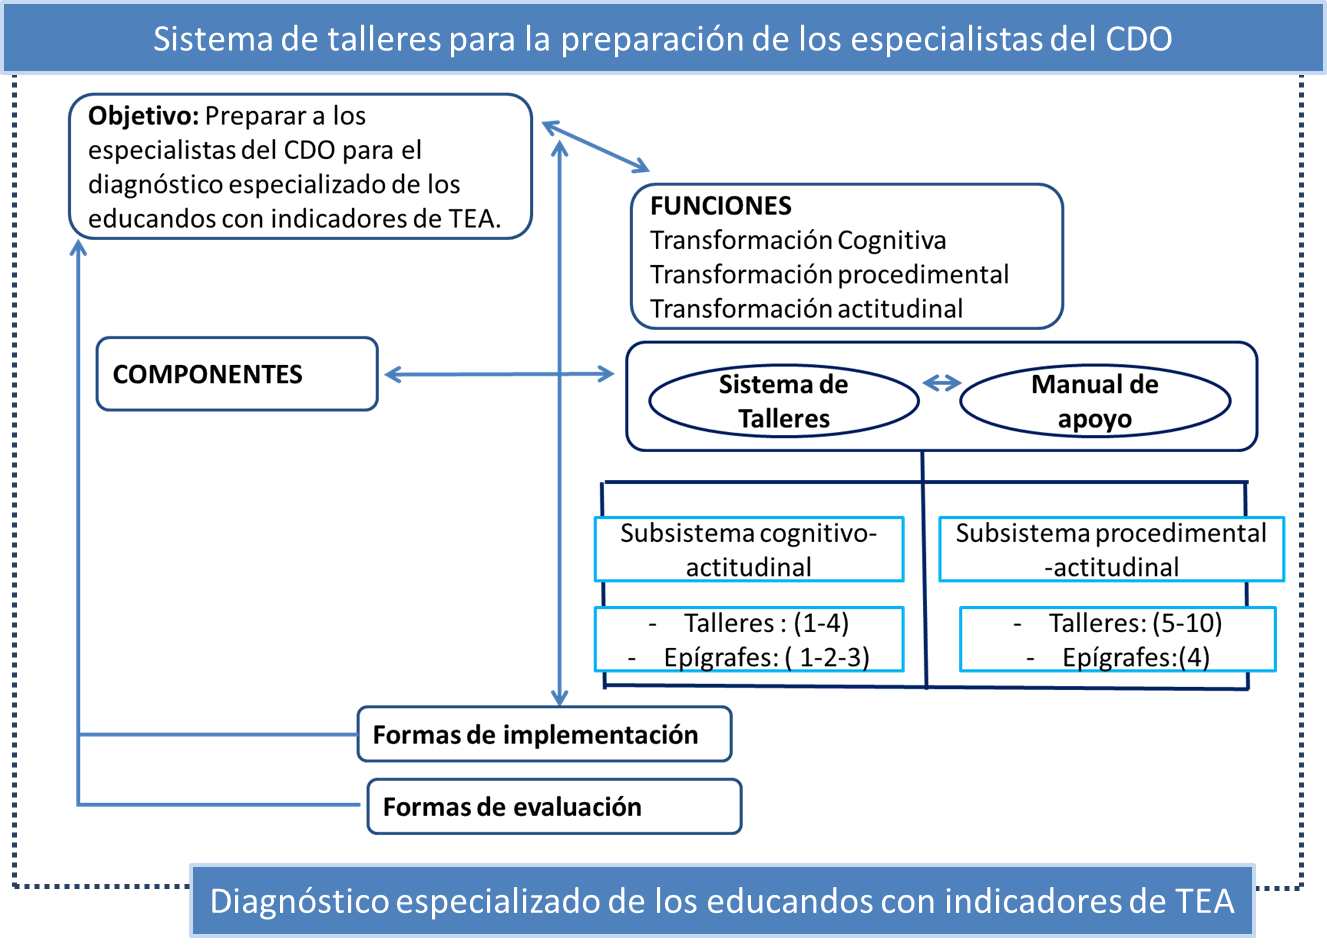 Sistema de talleres para la preparación de los especialistas del CDO
Objetivo: Preparar a los
especialistas del CDO para el
diagnóstico especializado de los
educandos con indicadores de TEA.
FUNCIONES
Transformación Cognitiva
Transformación procedimental
Transformación actitudinal
COMPONENTES
Sistema de
Talleres
Manual de
apoyo
Subsistema cognitivo-
actitudinal
Subsistema procedimental
-actitudinal
- Talleres : (1-4)
- Epígrafes: ( 1-2-3)
- Talleres: (5-10)
- Epígrafes:(4)
Formas de implementación
Formas de evaluación
Diagnóstico especializado de los educandos con indicadores de TEA